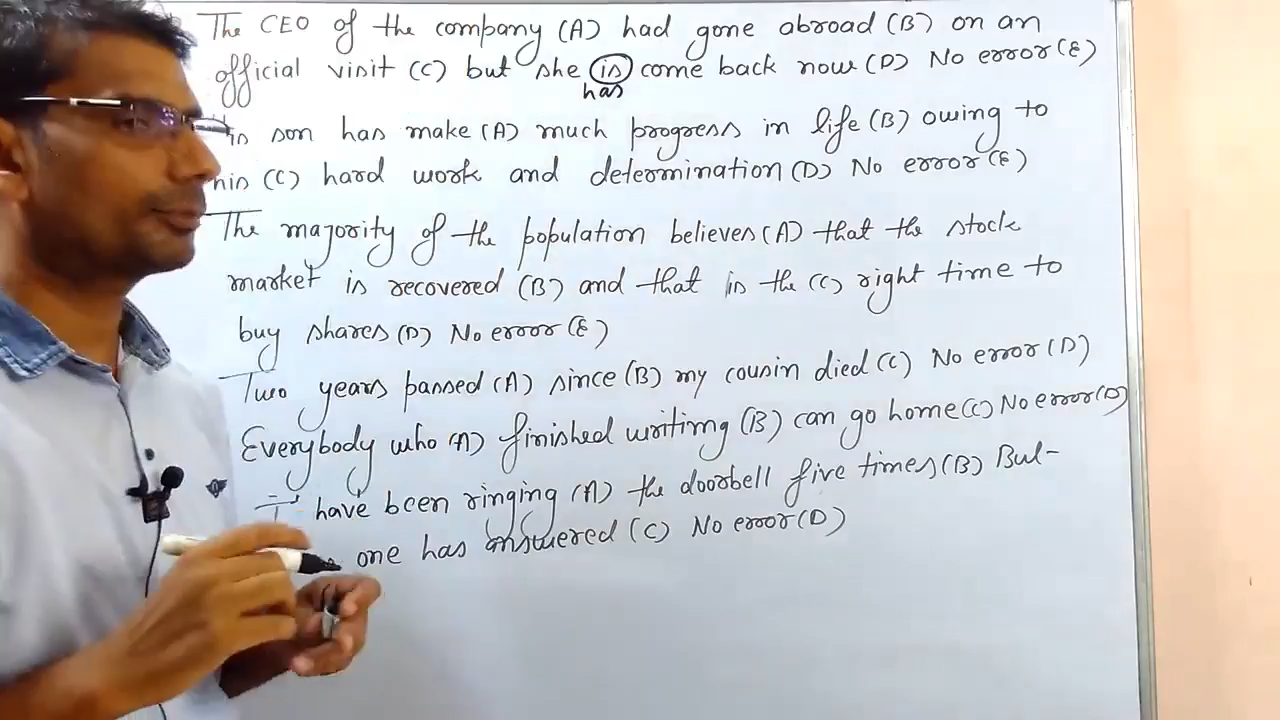 The CEO of the company (A) had gone abroad (B) on an
official visit (C) but she is come back now (D) No error (E)
has
is son has make (A) much progress in life (B) owing to
his (C) hard work and determination (D) No error (E)
The majority of the population believes (A) that the stock
market is recovered (B) and that is the (C) right time to
buy shares (D) No error (E)
Two years passed (A) since (B) my cousin died (C) No error (D)
Everybody who (A) finished writimg (B) can go home (C) No error (D)
I have been ringing (A) the doorbell five times (B) But
one has answered (C) No error (D)